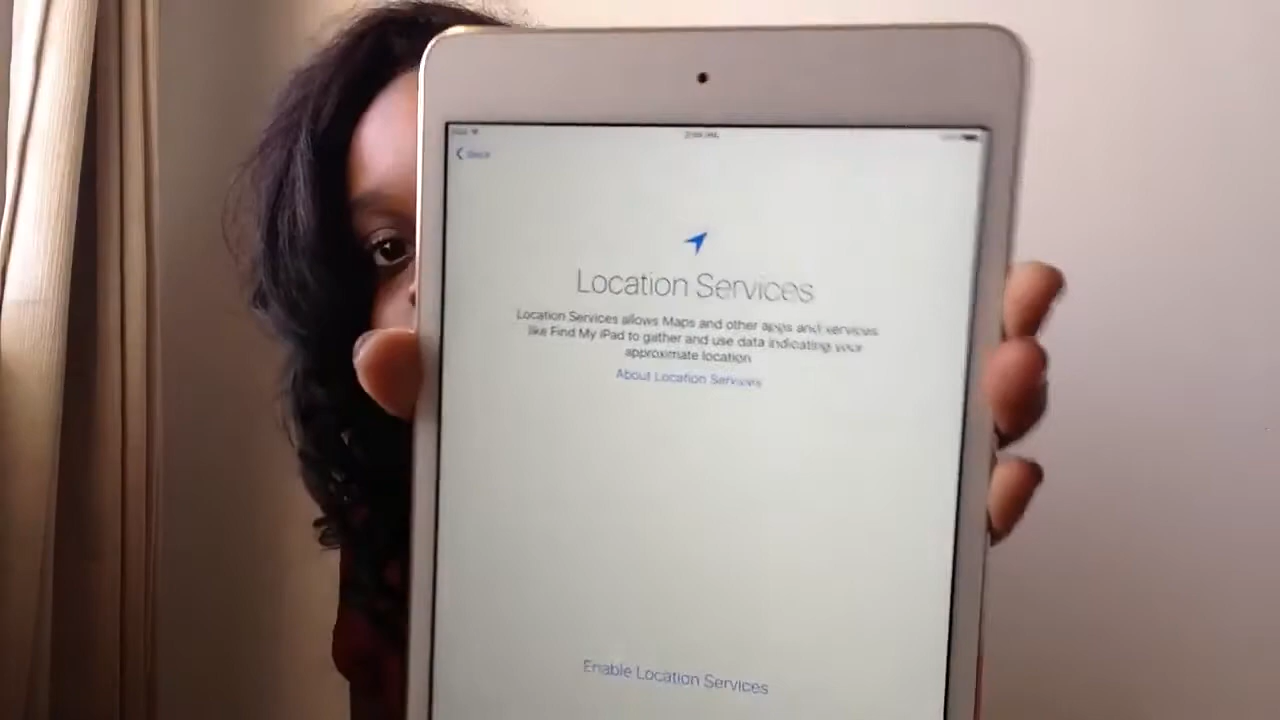 Back
Location Services
Location Services allows Maps and other apps and services
like Find My iPad to gather and use data indicating your
approximate location
About Location Services
Enable Location Services